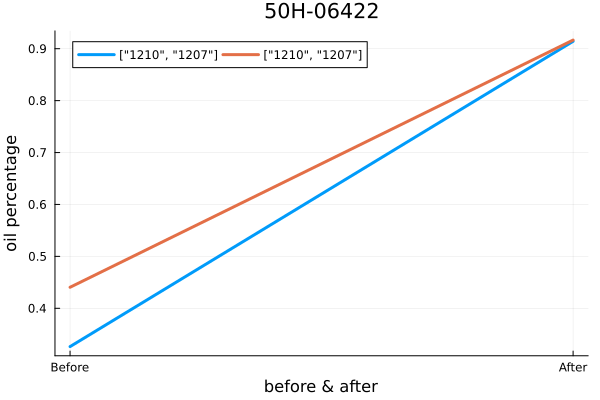 50H-06422
["1210", "1207"] ["1210", "1207"]
oil percentage
0.9
0.8
0.7
0.6
0.5
0.4
Before After
before & after